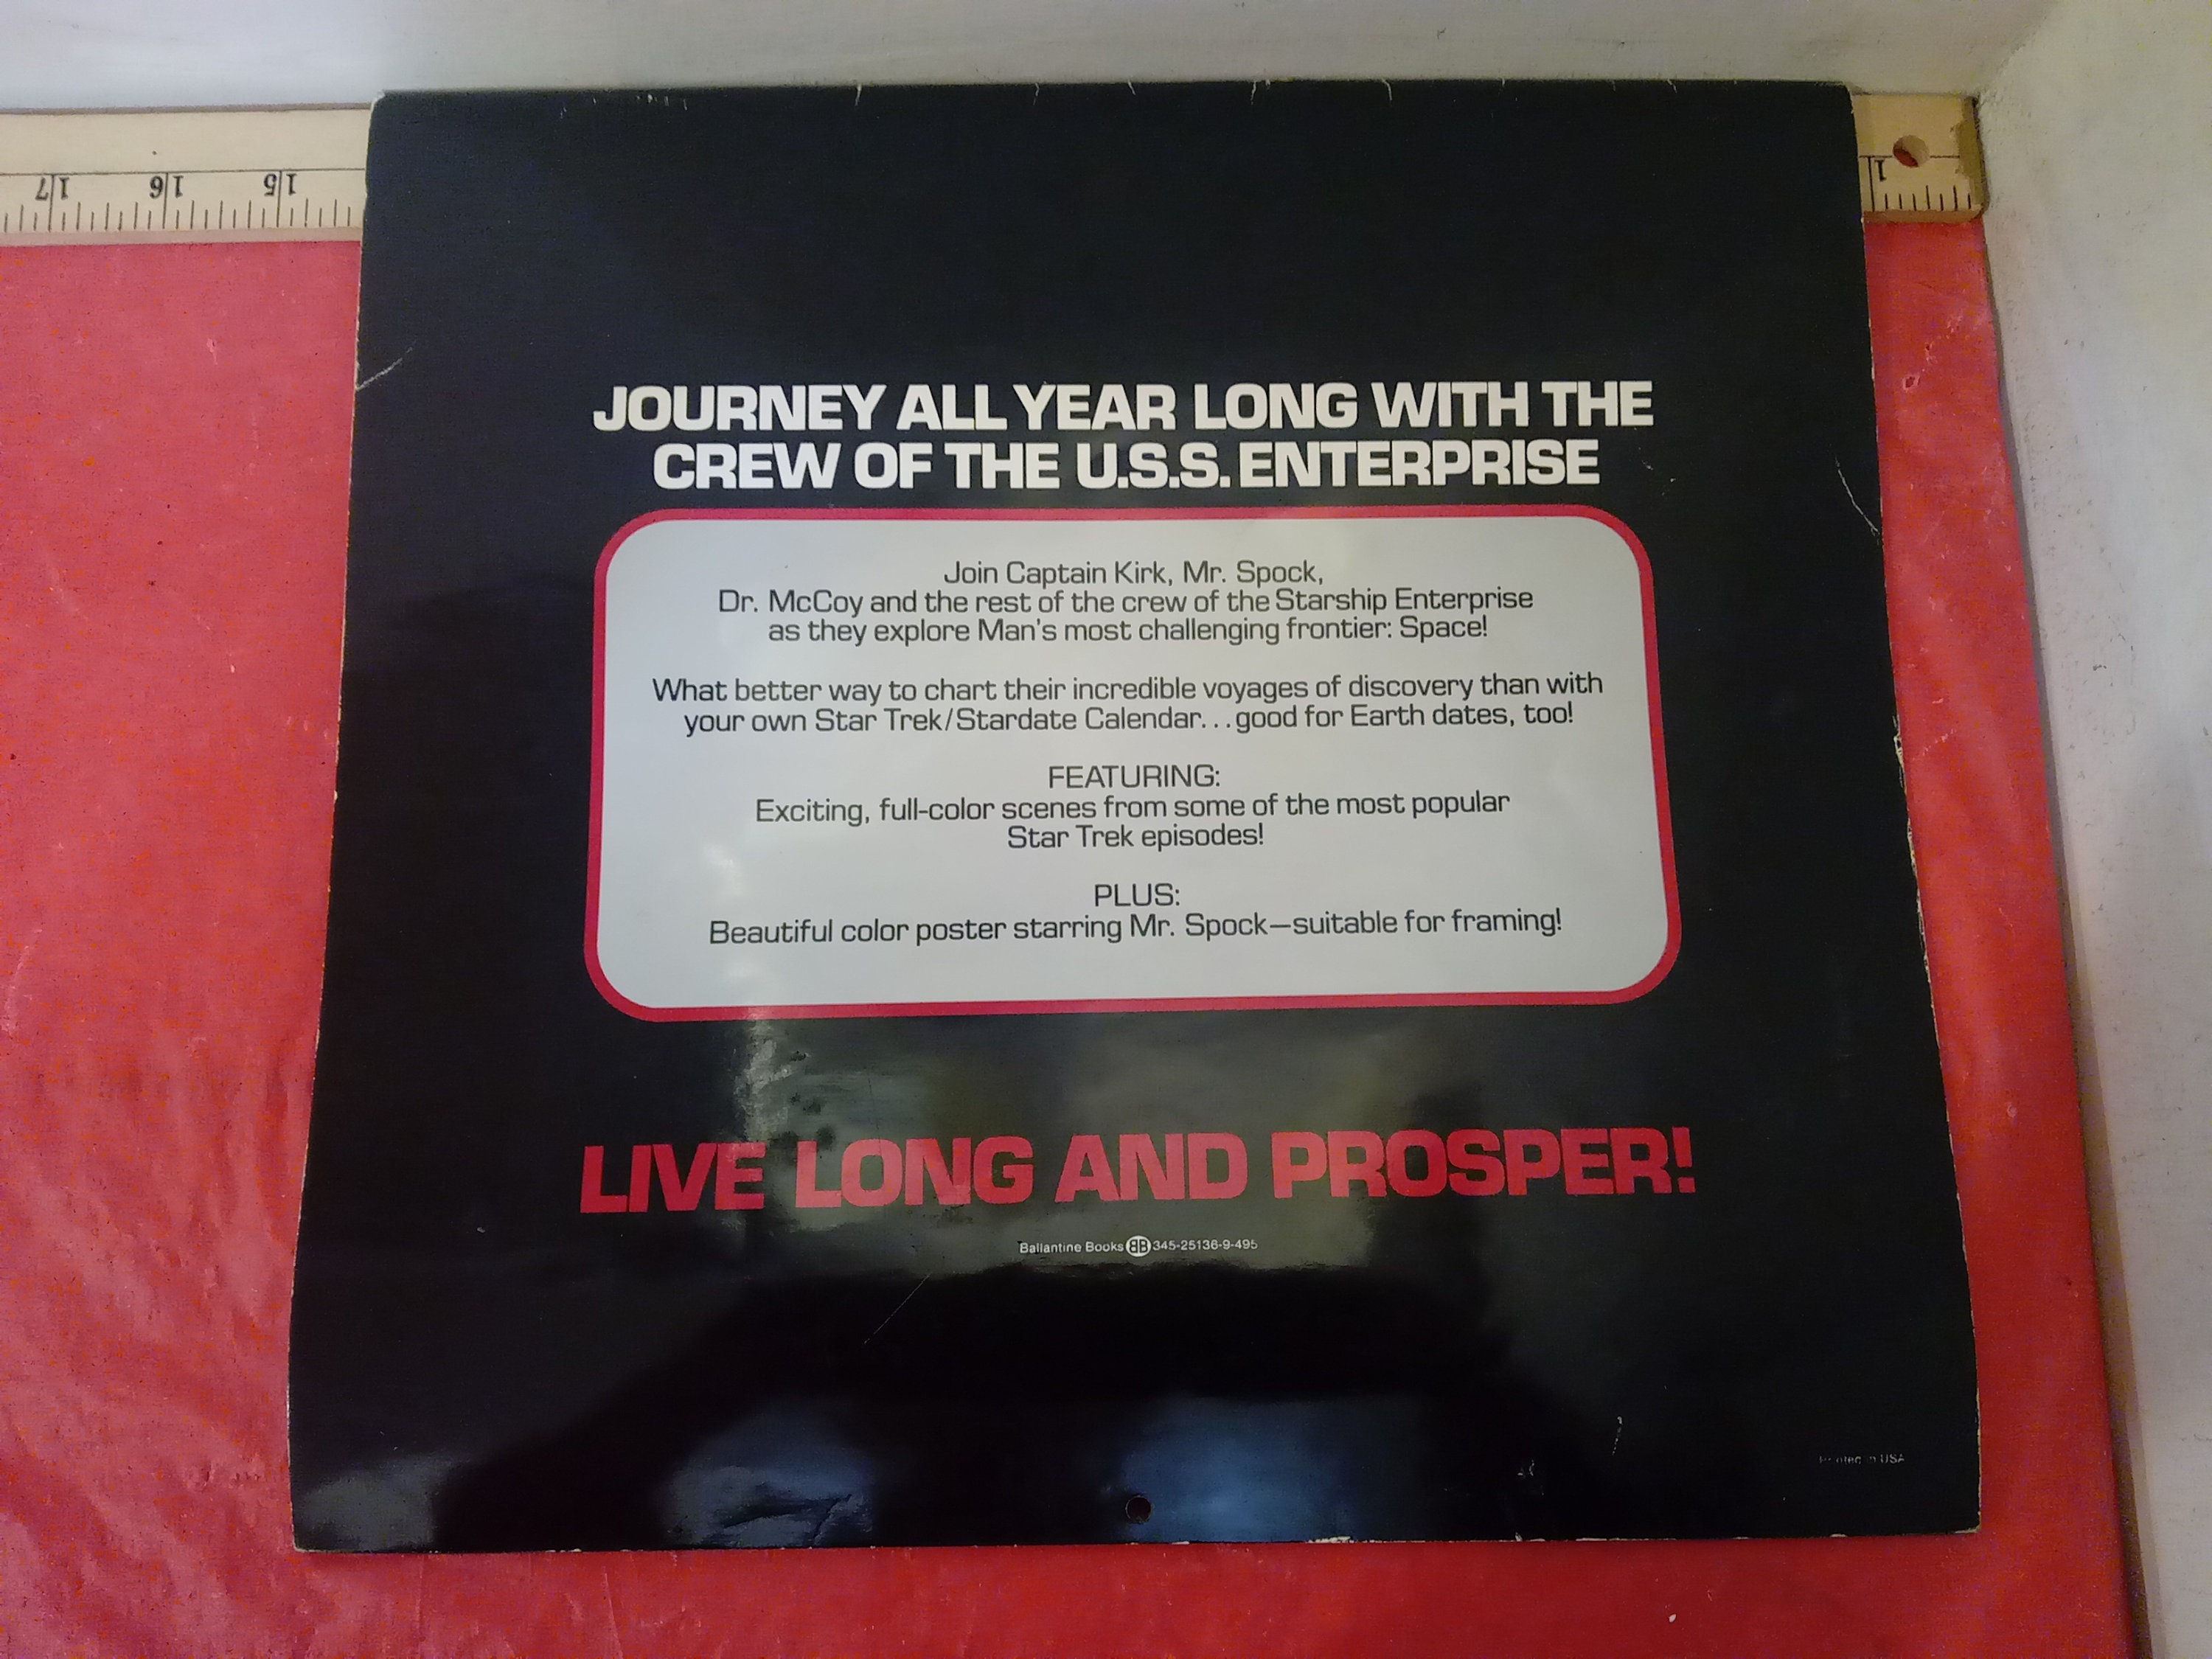 17 16 15 1
JOURNEY ALL YEAR LONG WITH THE
CREW OF THE U.S.S. ENTERPRISE
Join Captain Kirk, Mr. Spock,
Dr. McCoy and the rest of the crew of the Starship Enterprise
as they explore Man's most challenging frontier: Space!
What better way to chart their incredible voyages of discovery than with
your own Star Trek/Stardate Calendar...good for Earth dates, too!
FEATURING:
Exciting, full-color scenes from some of the most popular
Star Trek episodes!
PLUS:
Beautiful color poster starring Mr. Spock—suitable for framing!
LIVE LONG AND PROSPER!
Ballantine Books BB 345-25136-9-495
Printed in USA